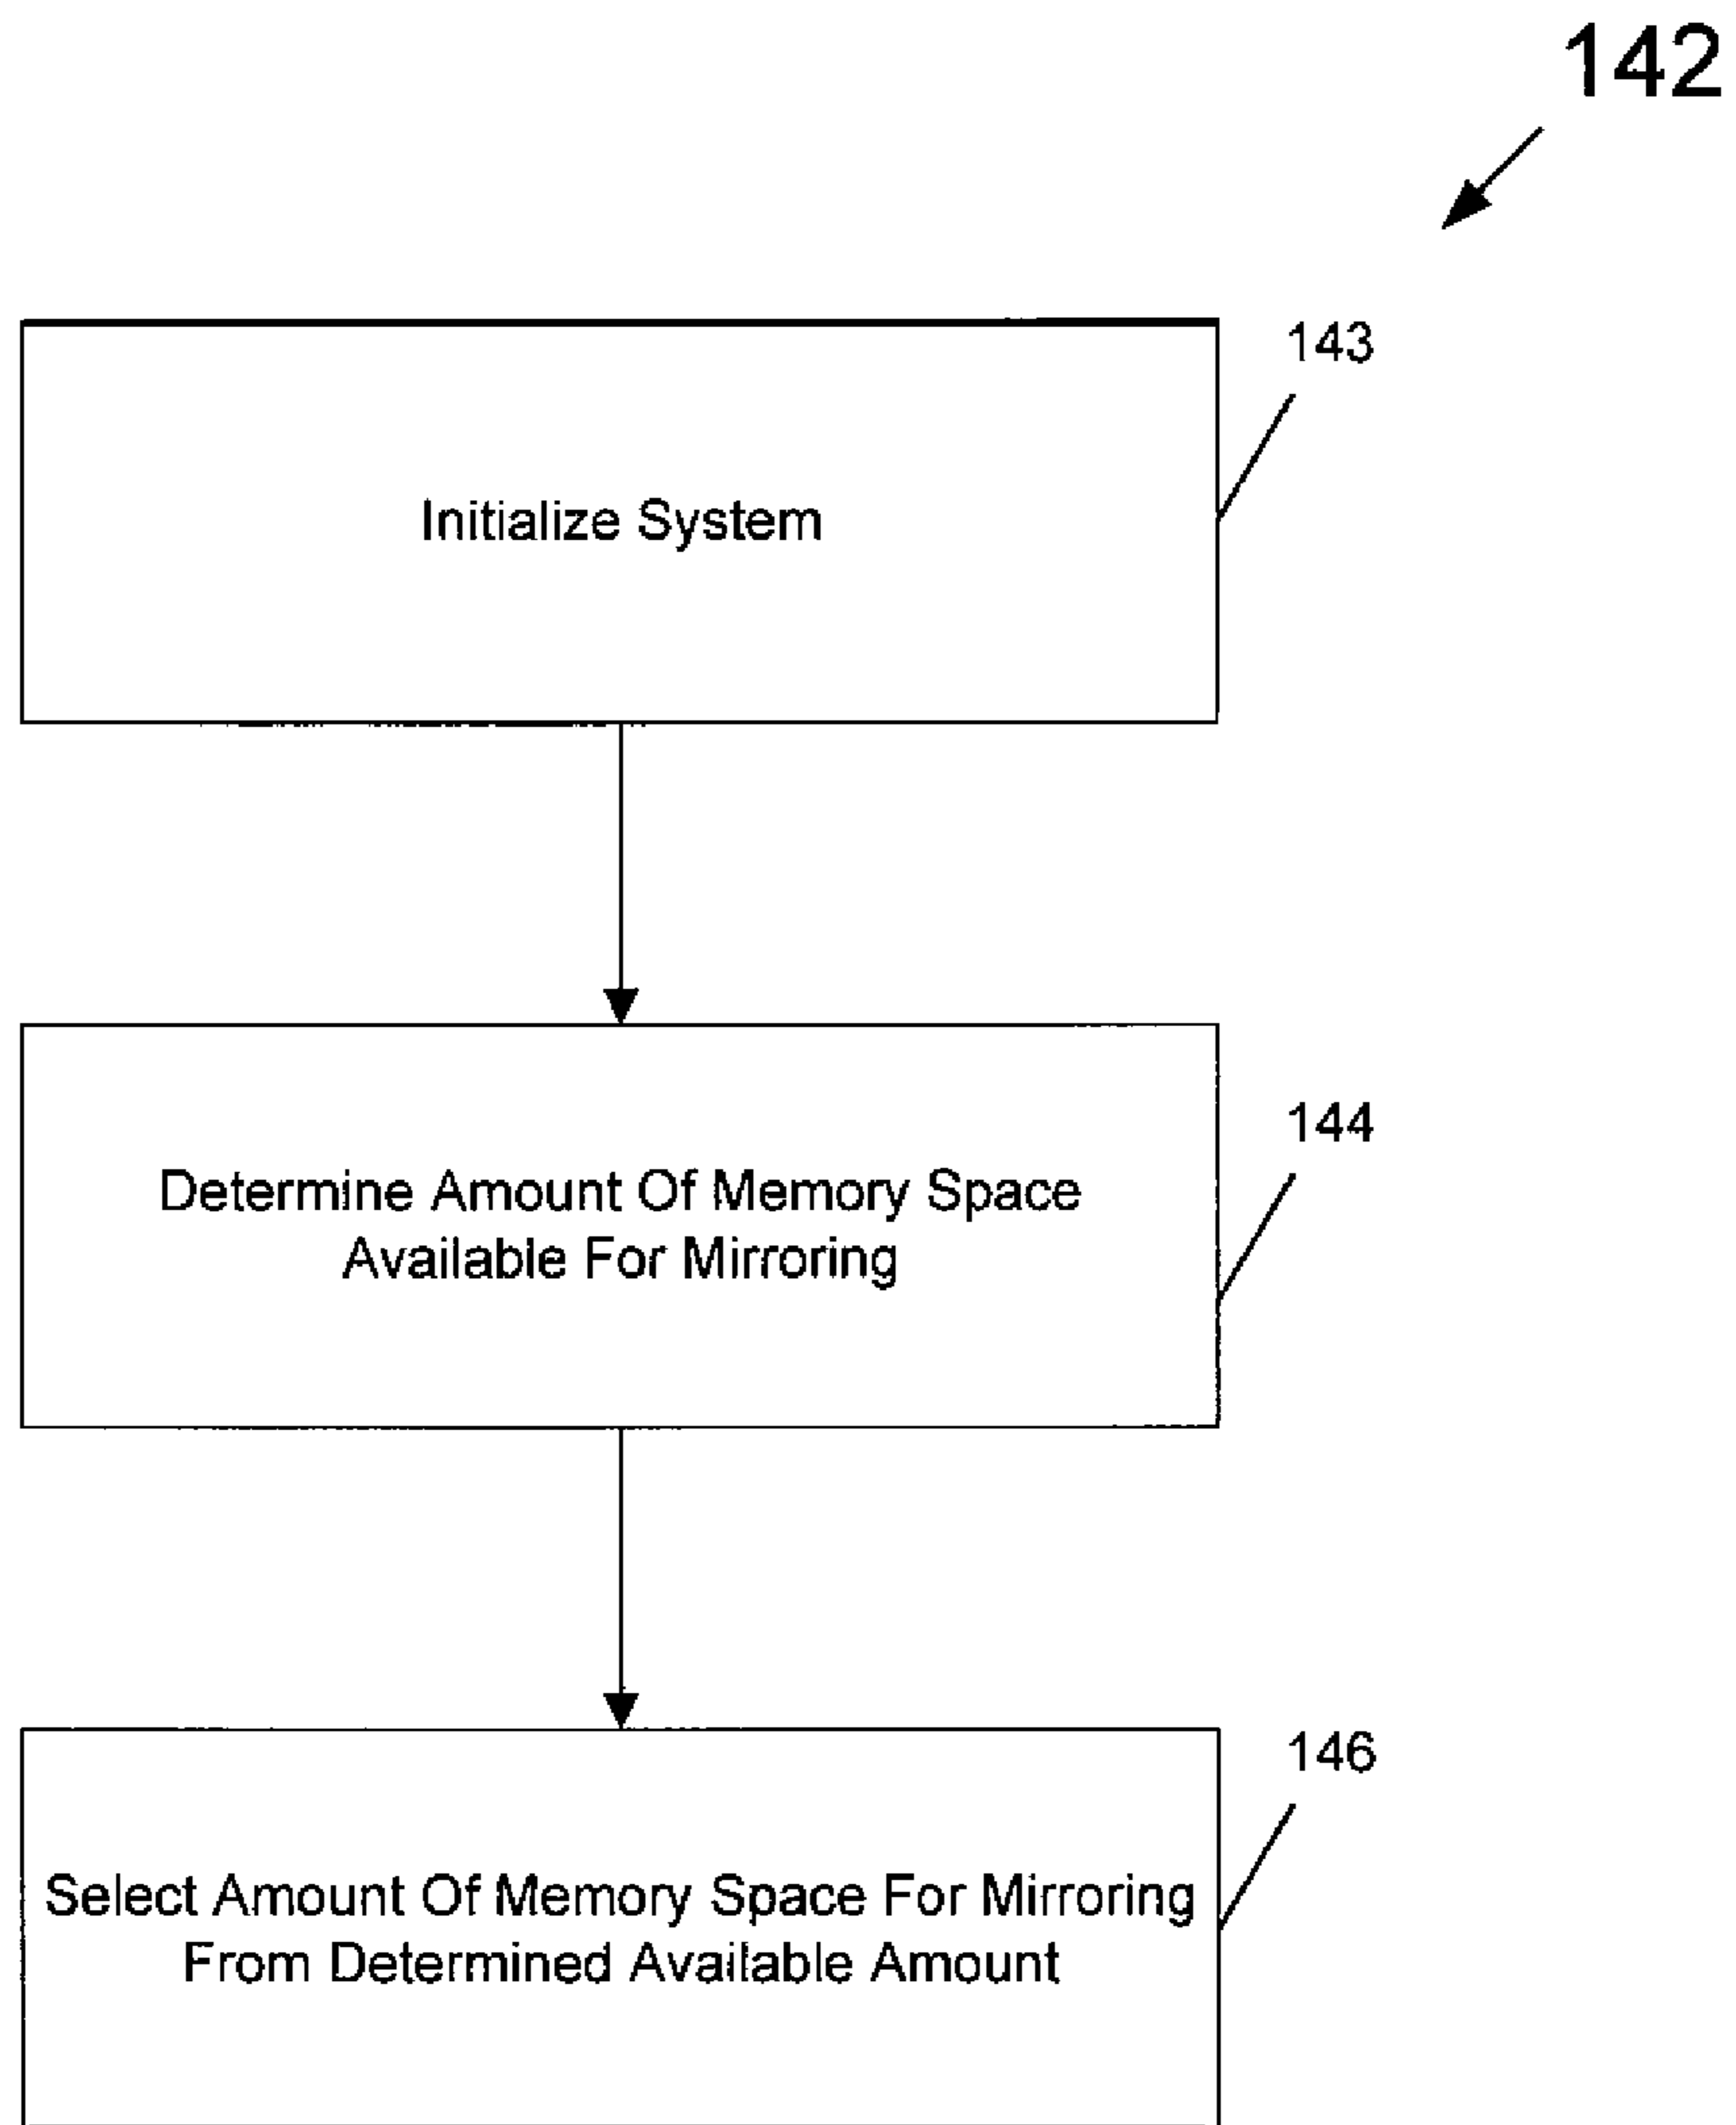 142
143
Initialize System
144
Determine Amount Of Memory Space
Available For Mirroring
146
Select Amount Of Memory Space For Mirroring
From Determined Available Amount